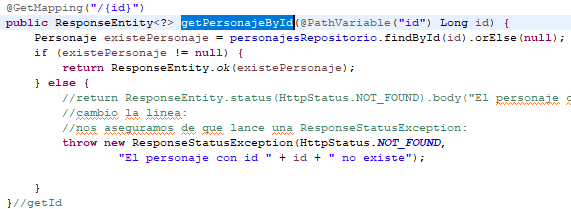 @GetMapping("/{id}")
public ResponseEntity<?> getPersonajeById(@PathVariable("id") Long id) {
Personaje existePersonaje = personajesRepositorio.findById(id).orElse(null);
if (existePersonaje != null) {
return ResponseEntity.ok(existePersonaje);
} else {
//return ResponseEntity.status(HttpStatus.NOT_FOUND).body("El personaje
//cambio la linea:
//nos aseguramos de que lance una ResponseStatusException:
throw new ResponseStatusException(HttpStatus.NOT_FOUND,
"El personaje con id " + id + " no existe");
}
}//getId